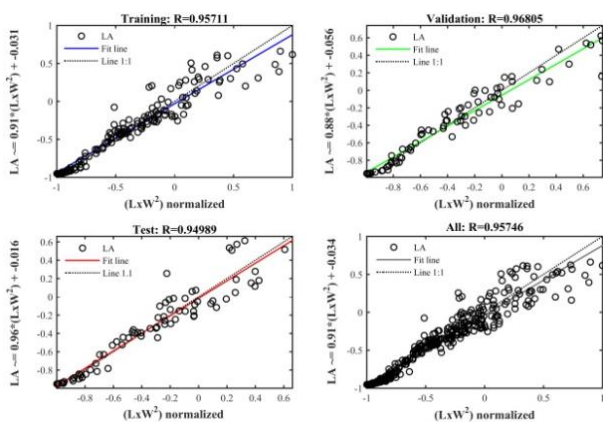 Training: R=0.95711
LA
Fit line
Line 1:1
1
0.5
0
-0.5
-1
-1
-0.5
0
0.5
1
LA ~= 0.91*(LxW²) + -0.031
(LxW²) normalized
Validation: R=0.96805
LA
Fit line
Line 1:1
0.6
0.4
0.2
0
-0.2
-0.4
-0.6
-0.8
-0.8
-0.6
-0.4
-0.2
0
0.2
0.4
0.6
LA ~= 0.88*(LxW²) + -0.056
(LxW²) normalized
Test: R=0.94989
LA
Fit line
Line 1:1
0.6
0.4
0.2
0
-0.2
-0.4
-0.6
-0.8
-0.8
-0.6
-0.4
-0.2
0
0.2
0.4
0.6
LA ~= 0.96*(LxW²) + -0.016
(LxW²) normalized
All: R=0.95746
LA
Fit line
Line 1:1
1
0.5
0
-0.5
-1
-1
-0.5
0
0.5
1
LA ~= 0.91*(LxW²) + -0.034
(LxW²) normalized